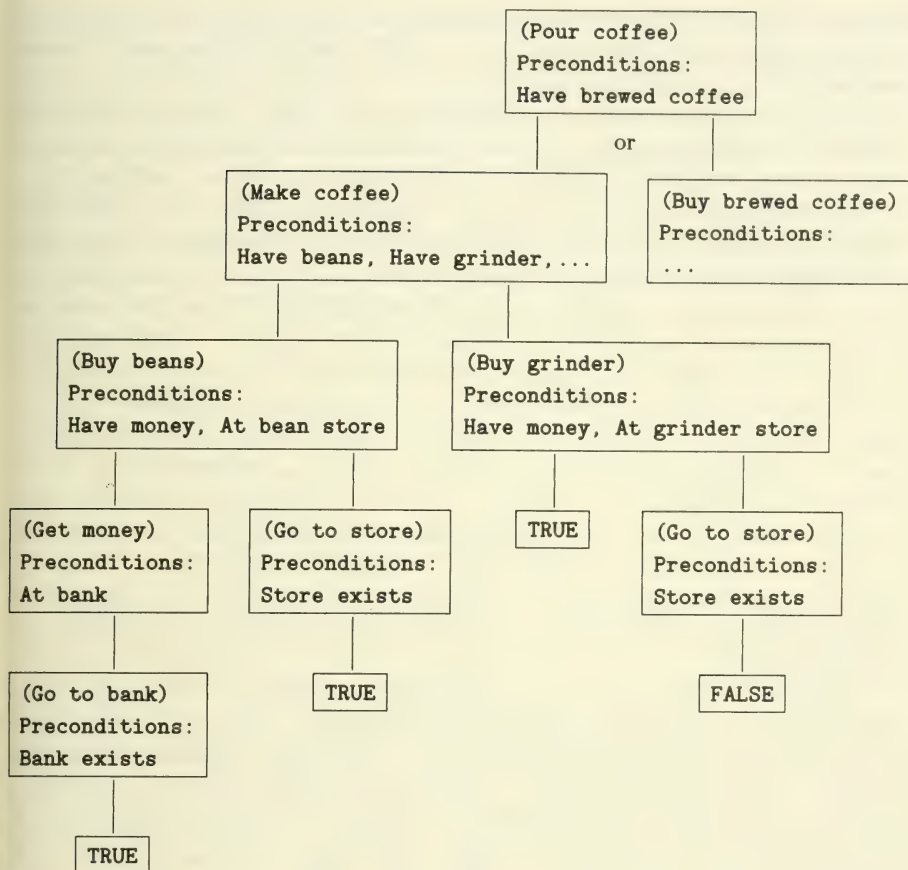 (Pour coffee)
Preconditions:
Have brewed coffee
or
(Make coffee)
Preconditions:
Have beans, Have grinder,...
(Buy brewed coffee)
Preconditions:
...
(Buy beans)
Preconditions:
Have money, At bean store
(Buy grinder)
Preconditions:
Have money, At grinder store
(Get money)
Preconditions:
At bank
(Go to store)
Preconditions:
Store exists
TRUE
(Go to store)
Preconditions:
Store exists
(Go to bank)
Preconditions:
Bank exists
TRUE
FALSE
TRUE